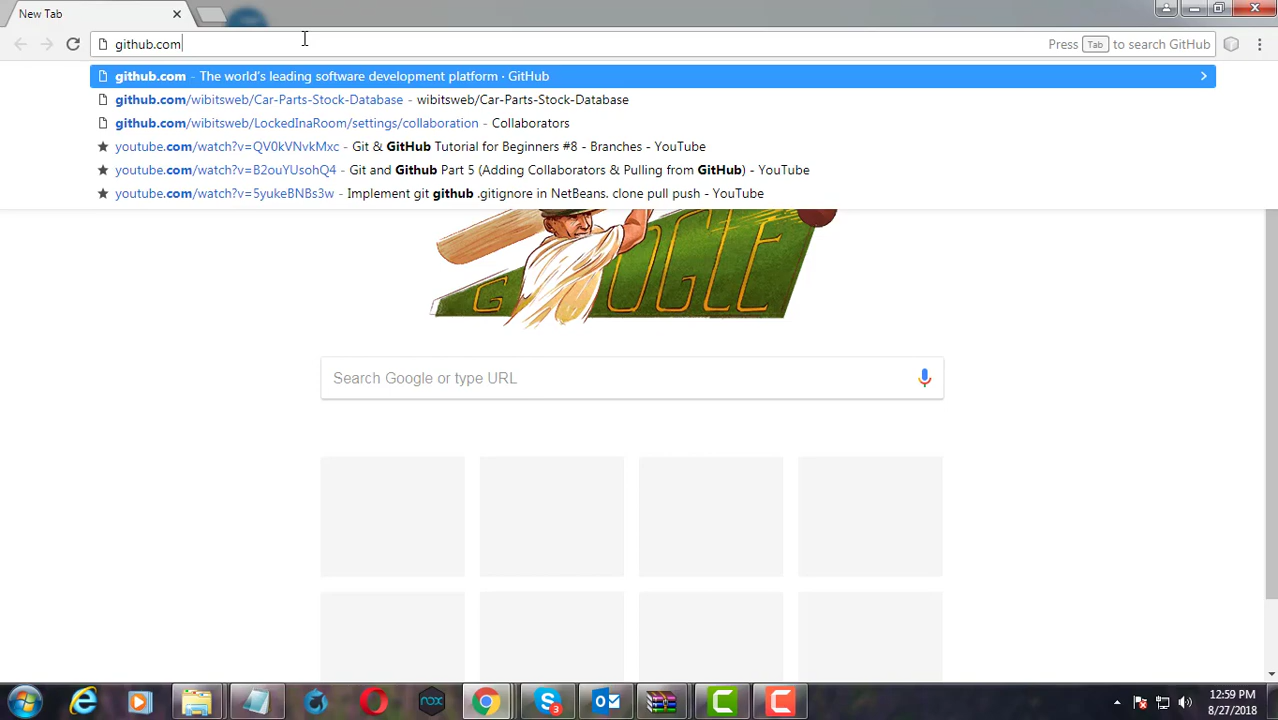 New Tab
github.com
Press Tab to search GitHub
github.com - The world's leading software development platform · GitHub
github.com/wibitsweb/Car-Parts-Stock-Database - wibitsweb/Car-Parts-Stock-Database
github.com/wibitsweb/LockedInaRoom/settings/collaboration - Collaborators
youtube.com/watch?v=QV0kVNvkMxc - Git & GitHub Tutorial for Beginners #8 - Branches - YouTube
youtube.com/watch?v=B2ouYUsohQ4 - Git and Github Part 5 (Adding Collaborators & Pulling from GitHub) - YouTube
youtube.com/watch?v=5yukeBNBs3w - Implement git github .gitignore in NetBeans. clone pull push - YouTube
GOOGLE
Search Google or type URL
nox
3
12:59 PM
8/27/2018